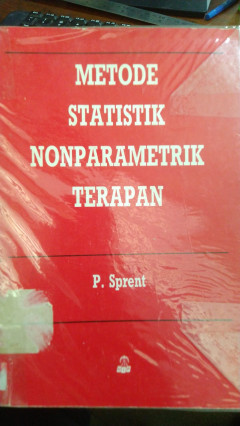 METODE
STATISTIK
NONPARAMETRIK
TERAPAN
P. Sprent